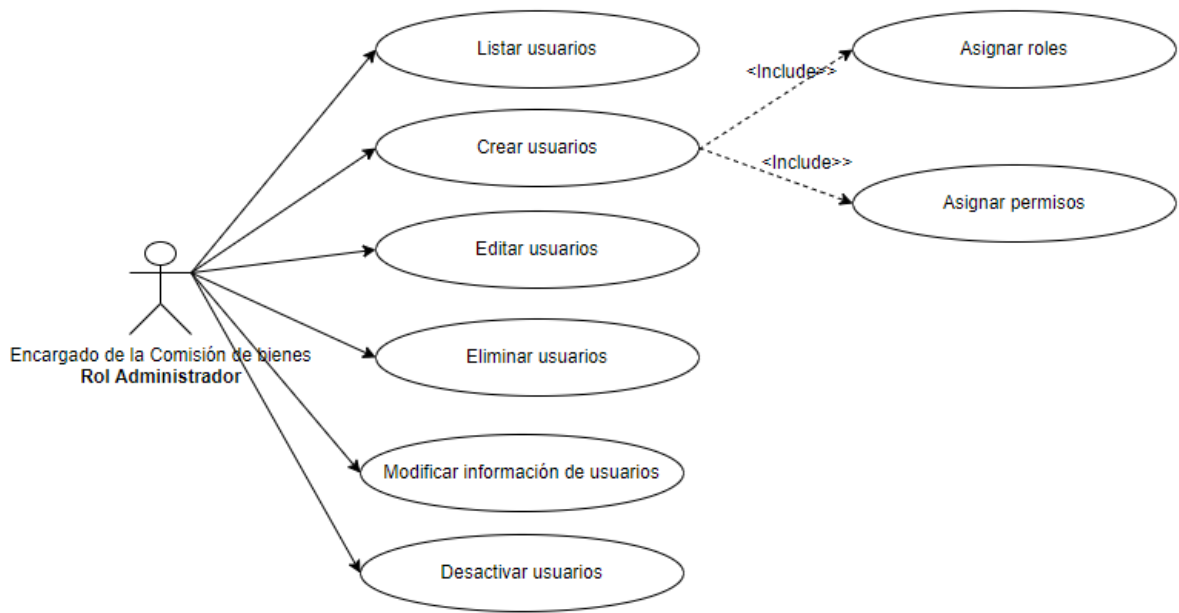 Listar usuarios
Asignar roles
<Include>>
Crear usuarios
<Include>>
Asignar permisos
Editar usuarios
Eliminar usuarios
Encargado de la Comisión de bienes
Rol Administrador
Modificar información de usuarios
Desactivar usuarios